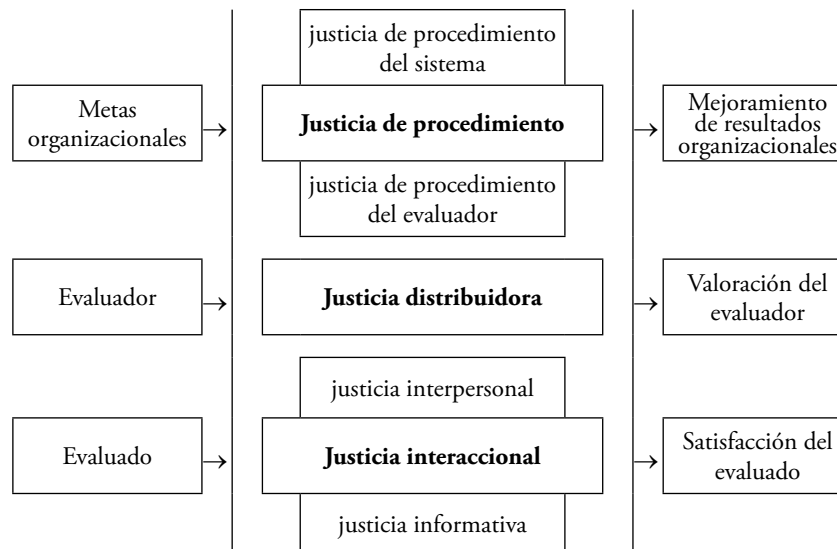 justicia de procedimiento
del sistema
Metas
organizacionales
Justicia de procedimiento
Mejoramiento
de resultados
organizacionales
justicia de procedimiento
del evaluador
Evaluador
Justicia distribuidora
Valoración del
evaluador
justicia interpersonal
Evaluado
Justicia interaccional
Satisfacción del
evaluado
justicia informativa